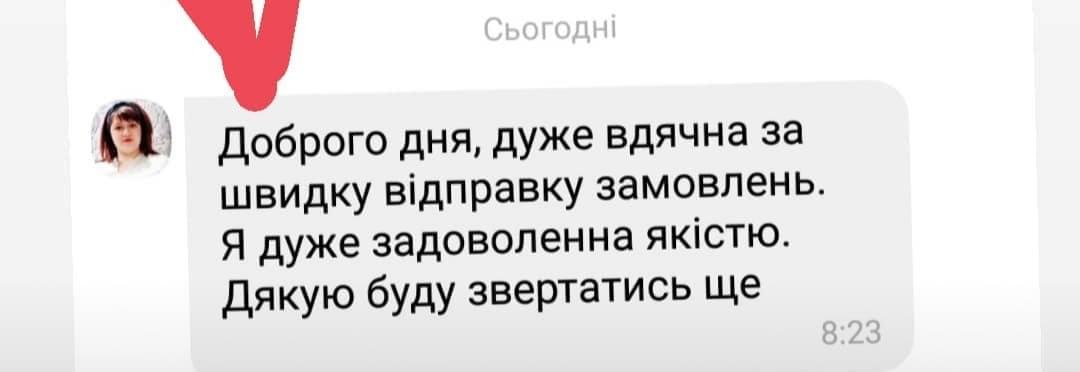 Сьогодні
Доброго дня, дуже вдячна за
швидку відправку замовлень.
Я дуже задоволенна якістю.
Дякую буду звертатись ще
8:23